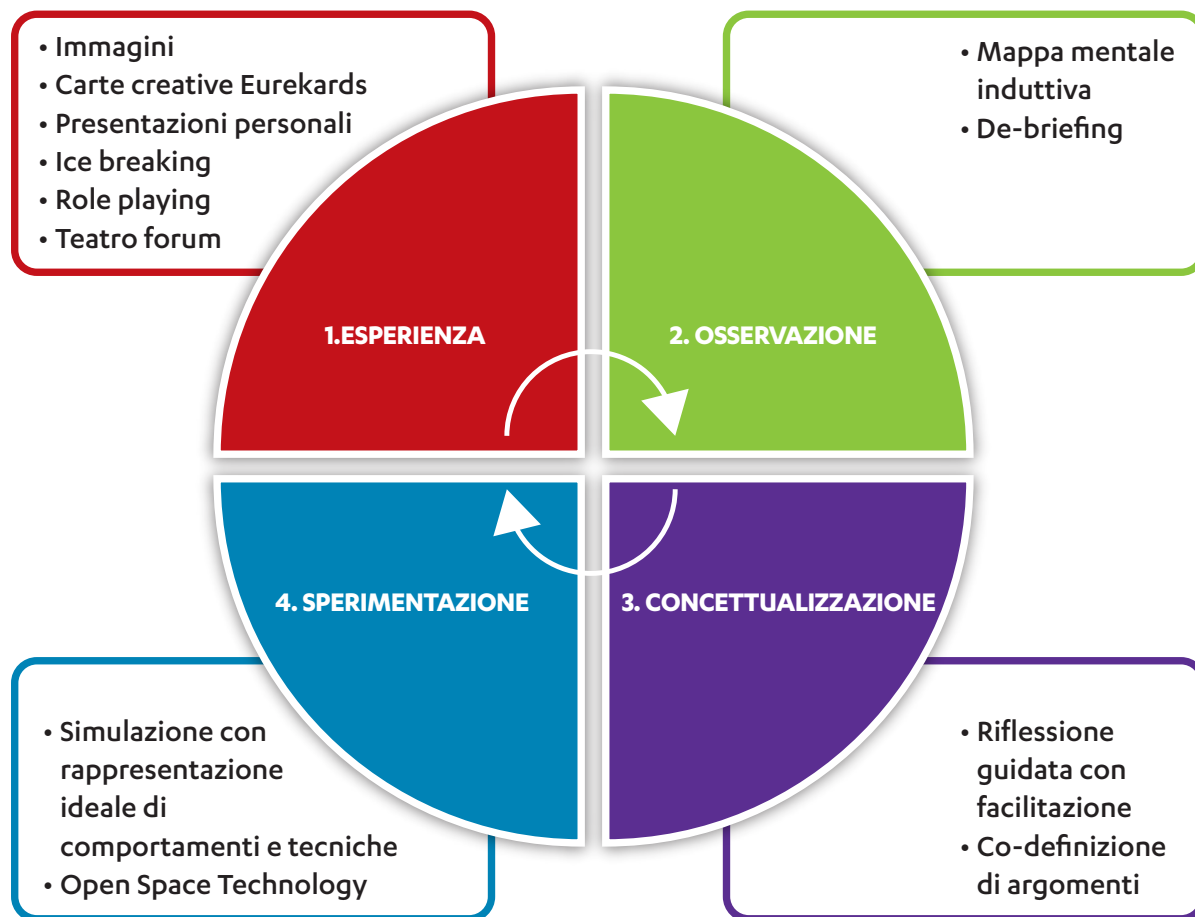 • Immagini
• Carte creative Eurekards
• Presentazioni personali
• Ice breaking
• Role playing
• Teatro forum
• Mappa mentale
induttiva
• De-briefing
1.ESPERIENZA
2. OSSERVAZIONE
4. SPERIMENTAZIONE
3. CONCETTUALIZZAZIONE
• Simulazione con
rappresentazione
ideale di
comportamenti e tecniche
• Open Space Technology
• Riflessione
guidata con
facilitazione
• Co-definizione
di argomenti